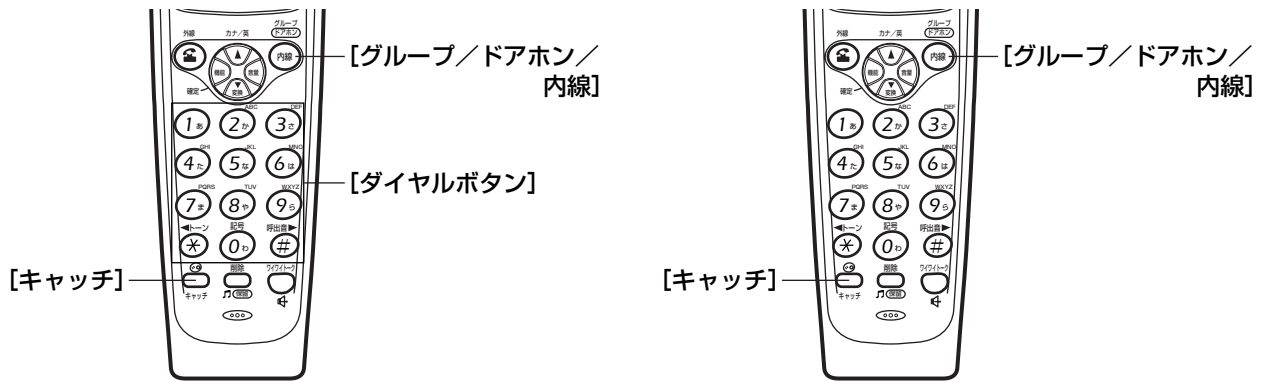 グループ
外線 カナ／英 ドアホン
内線
機能 音量
確定 変換
[グループ／ドアホン／
内線]
ABC DEF
1あ 2か 3さ
GHI JKL MNO
4た 5な 6は
[ダイヤルボタン]
PQRS TUV WXYZ
7ま 8や 9ら
◀トーン 記号 呼出音▶
＊ 0わ #
[キャッチ]
削除 ワイワイトーク
キャッチ 保留
グループ
外線 カナ／英 ドアホン
内線
機能 音量
確定 変換
[グループ／ドアホン／
内線]
ABC DEF
1あ 2か 3さ
GHI JKL MNO
4た 5な 6は
PQRS TUV WXYZ
7ま 8や 9ら
◀トーン 記号 呼出音▶
＊ 0わ #
[キャッチ]
削除 ワイワイトーク
キャッチ 保留